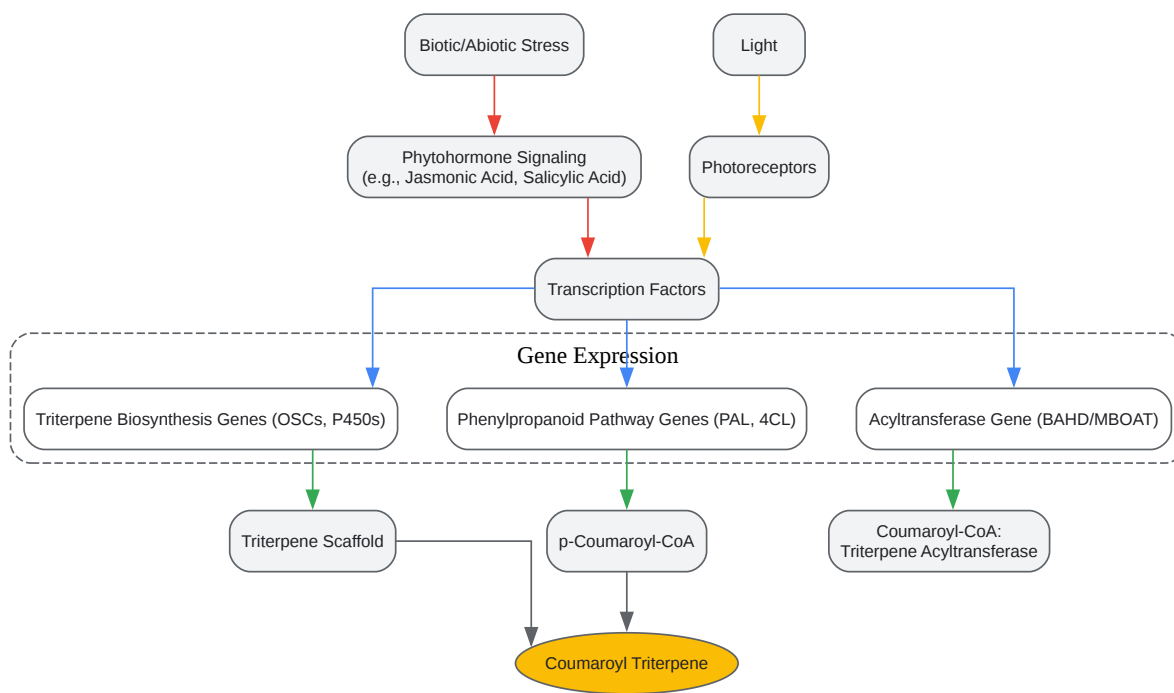 Biotic/Abiotic Stress
Light
Phytohormone Signaling
(e.g., Jasmonic Acid, Salicylic Acid)
Photoreceptors
Transcription Factors
Gene Expression
Triterpene Biosynthesis Genes (OSCs, P450s)
Phenylpropanoid Pathway Genes (PAL, 4CL)
Acyltransferase Gene (BAHD/MBOAT)
Triterpene Scaffold
p-Coumaroyl-CoA
Coumaroyl-CoA:
Triterpene Acyltransferase
Coumaroyl Triterpene